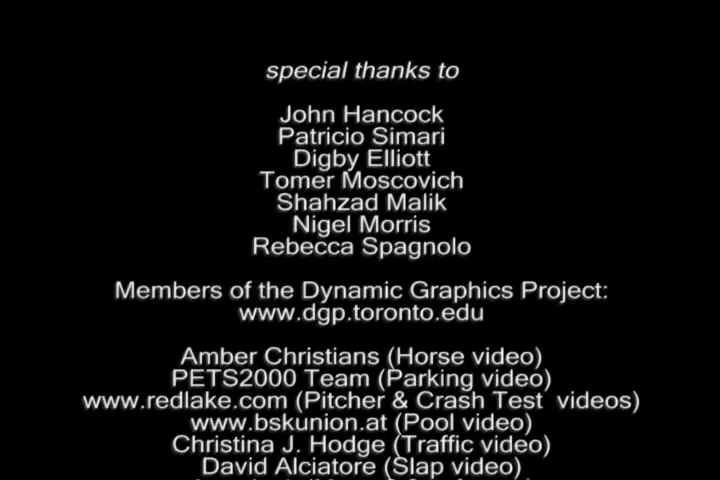 special thanks to
John Hancock
Patricio Simari
Digby Elliott
Tomer Moscovich
Shahzad Malik
Nigel Morris
Rebecca Spagnolo
Members of the Dynamic Graphics Project:
www.dgp.toronto.edu
Amber Christians (Horse video)
PETS2000 Team (Parking video)
www.redlake.com (Pitcher & Crash Test videos)
www.bskunion.at (Pool video)
Christina J. Hodge (Traffic video)
David Alciatore (Slap video)